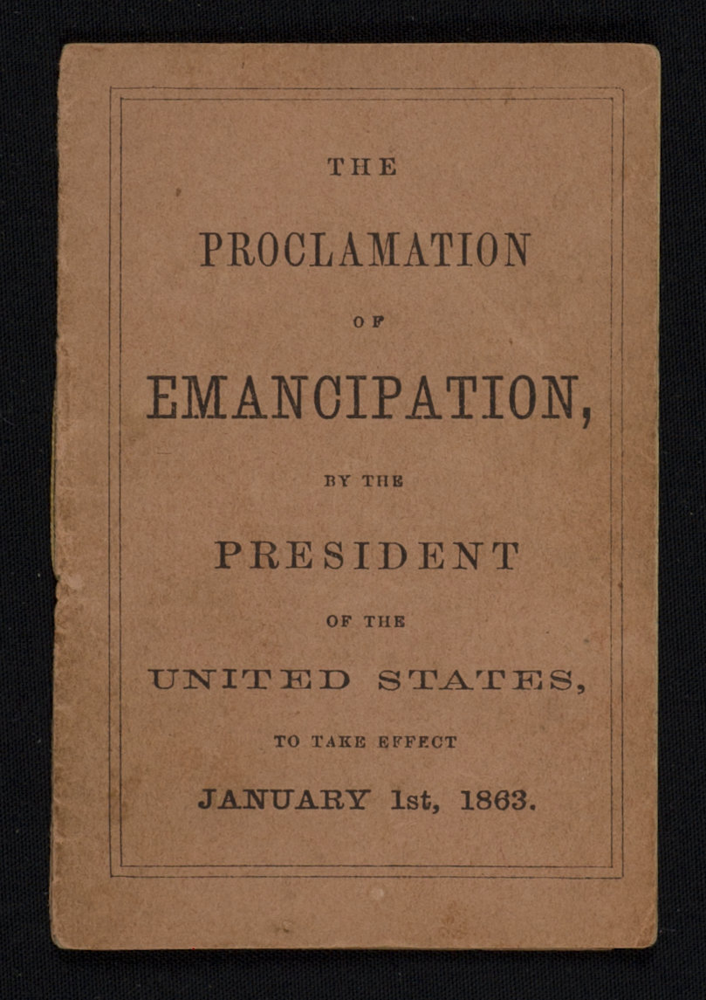 THE
PROCLAMATION
OF
EMANCIPATION,
BY THE
PRESIDENT
OF THE
UNITED STATES,
TO TAKE EFFECT
JANUARY 1st, 1863.